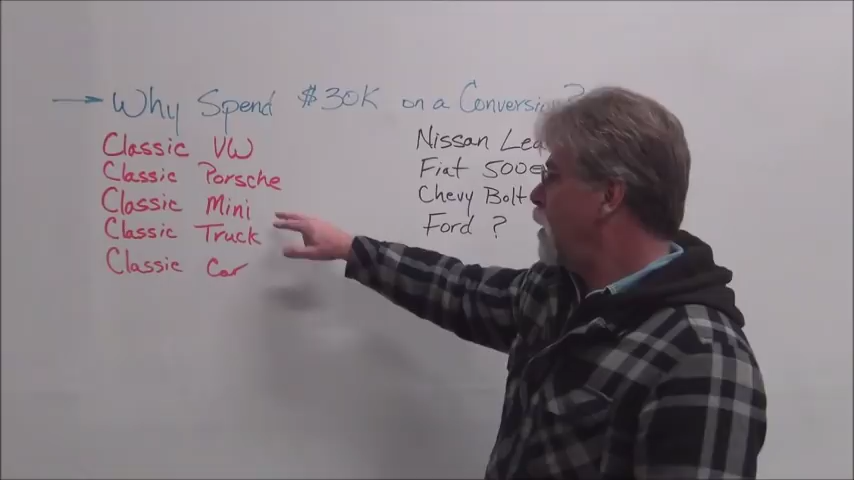 Why Spend $30K on a Conversion?
Classic VW
Classic Porsche
Classic Mini
Classic Truck
Classic Car
Nissan Lea
Fiat 500e
Chevy Bolt
Ford ?